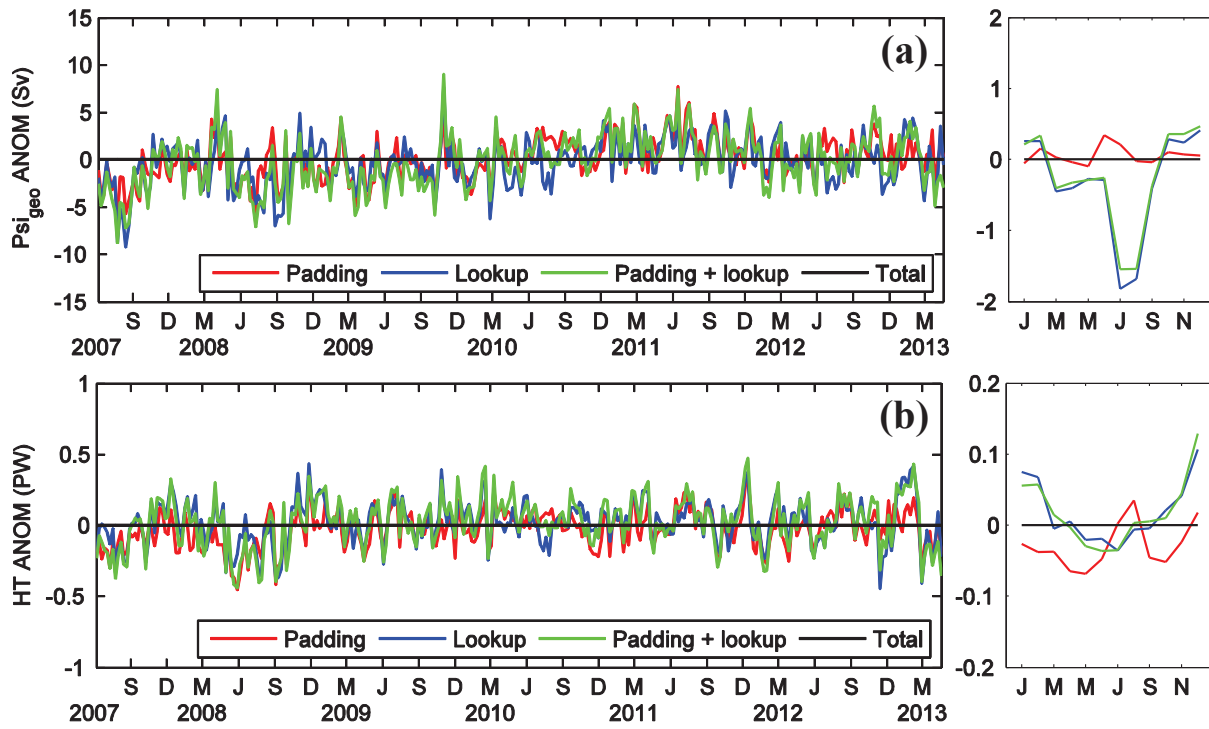 (a)
Psi_geo ANOM (Sv)
15
10
5
0
-5
-10
-15
Padding Lookup Padding + lookup Total
S D M J S D M J S D M J S D M J S D M J S D M
2007 2008 2009 2010 2011 2012 2013
2
1
0
-1
-2
J M M J S N
(b)
HT ANOM (PW)
1
0.5
0
-0.5
-1
Padding Lookup Padding + lookup Total
S D M J S D M J S D M J S D M J S D M J S D M
2007 2008 2009 2010 2011 2012 2013
0.2
0.1
0
-0.1
-0.2
J M M J S N